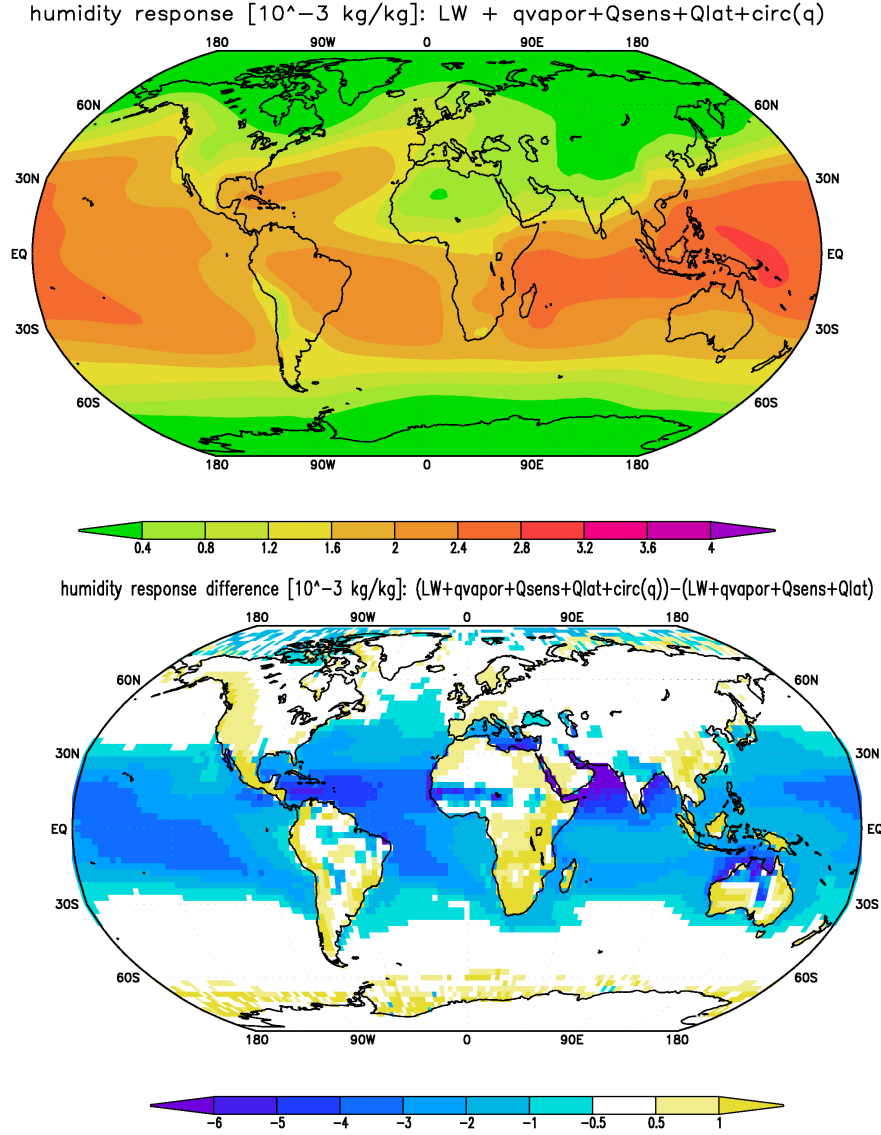 humidity response [10^-3 kg/kg]: LW + qvapor+Qsens+Qlat+circ(q)
180 90W 0 90E 180
60N 60N
30N 30N
EQ EQ
30S 30S
60S 60S
180 90W 0 90E 180
0.4 0.8 1.2 1.6 2 2.4 2.8 3.2 3.6 4
humidity response difference [10^-3 kg/kg]: (LW+qvapor+Qsens+Qlat+circ(q))-(LW+qvapor+Qsens+Qlat)
180 90W 0 90E 180
60N 60N
30N 30N
EQ EQ
30S 30S
60S 60S
180 90W 0 90E 180
-6 -5 -4 -3 -2 -1 -0.5 0.5 1